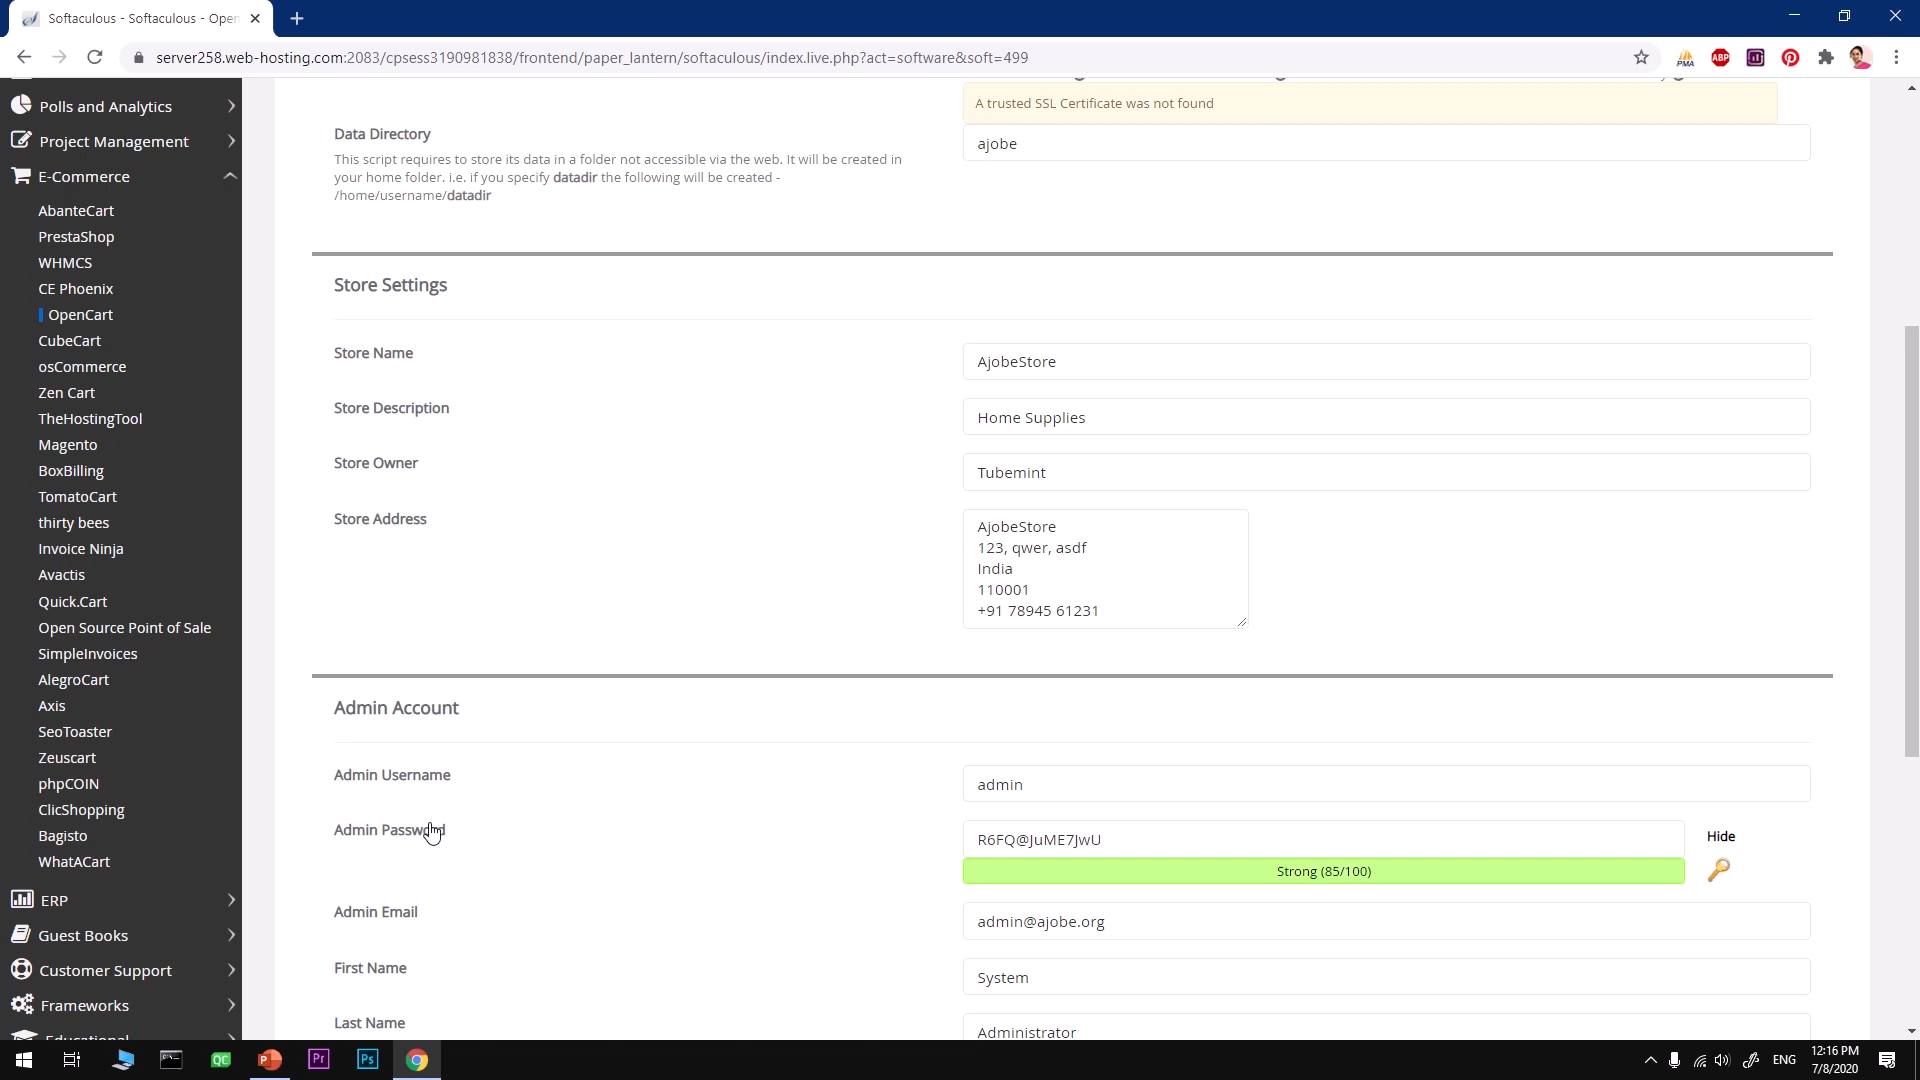 Softaculous - Softaculous - Open
server258.web-hosting.com:2083/cpsess3190981838/frontend/paper_lantern/softaculous/index.live.php?act=software&soft=499
PMA
ABP
Polls and Analytics
Project Management
E-Commerce
AbanteCart
PrestaShop
WHMCS
CE Phoenix
OpenCart
CubeCart
osCommerce
Zen Cart
TheHostingTool
Magento
BoxBilling
TomatoCart
thirty bees
Invoice Ninja
Avactis
Quick.Cart
Open Source Point of Sale
SimpleInvoices
AlegroCart
Axis
SeoToaster
Zeuscart
phpCOIN
ClicShopping
Bagisto
WhatACart
ERP
Guest Books
Customer Support
Frameworks
Educational
A trusted SSL Certificate was not found
Data Directory
This script requires to store its data in a folder not accessible via the web. It will be created in
your home folder. i.e. if you specify datadir the following will be created -
/home/username/datadir
ajobe
Store Settings
Store Name
AjobeStore
Store Description
Home Supplies
Store Owner
Tubemint
Store Address
AjobeStore
123, qwer, asdf
India
110001
+91 78945 61231
Admin Account
Admin Username
admin
Admin Password
R6FQ@JuME7JwU
Hide
Strong (85/100)
Admin Email
admin@ajobe.org
First Name
System
Last Name
Administrator
QC
P
Pr
Ps
ENG
12:16 PM
7/8/2020